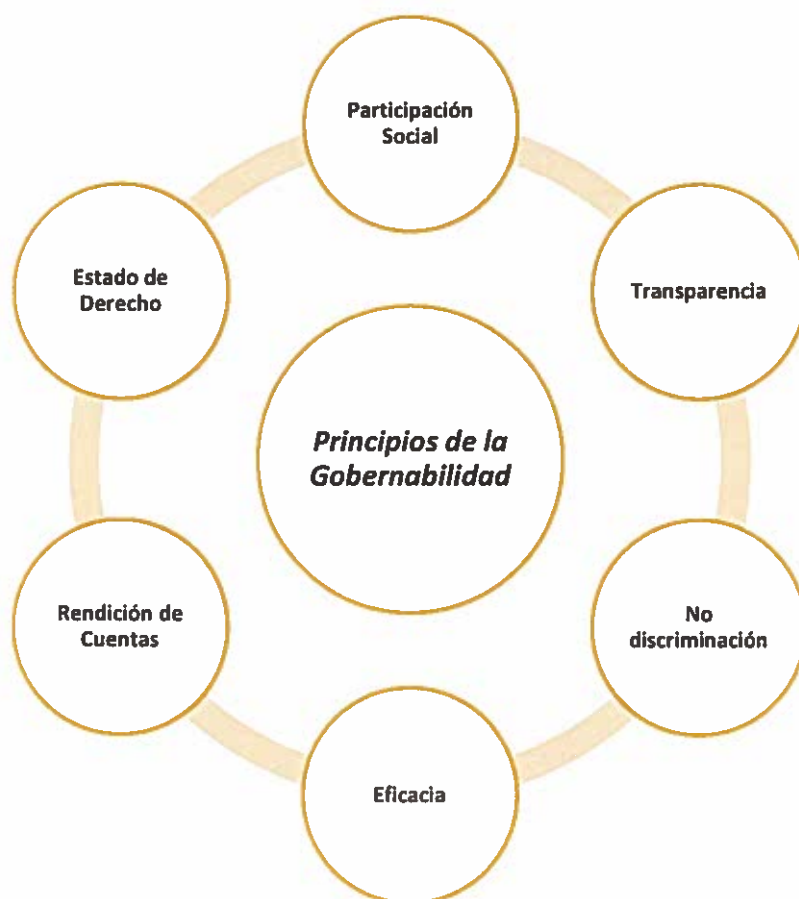 Participación
Social
Transparencia
No
discriminación
Eficacia
Rendición de
Cuentas
Estado de
Derecho
Principios de la
Gobernabilidad